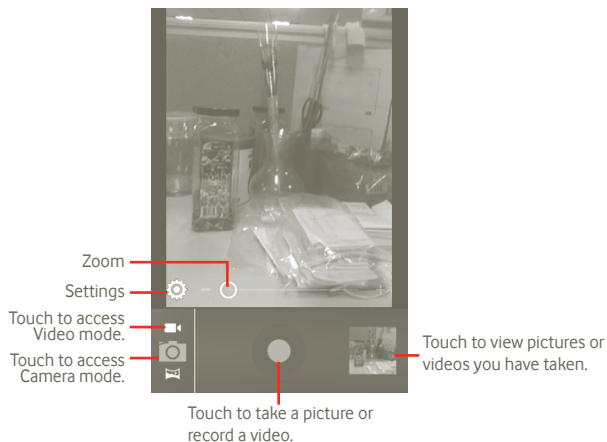 Zoom
Settings
Touch to access
Video mode.
Touch to access
Camera mode.
Touch to view pictures or
videos you have taken.
Touch to take a picture or
record a video.